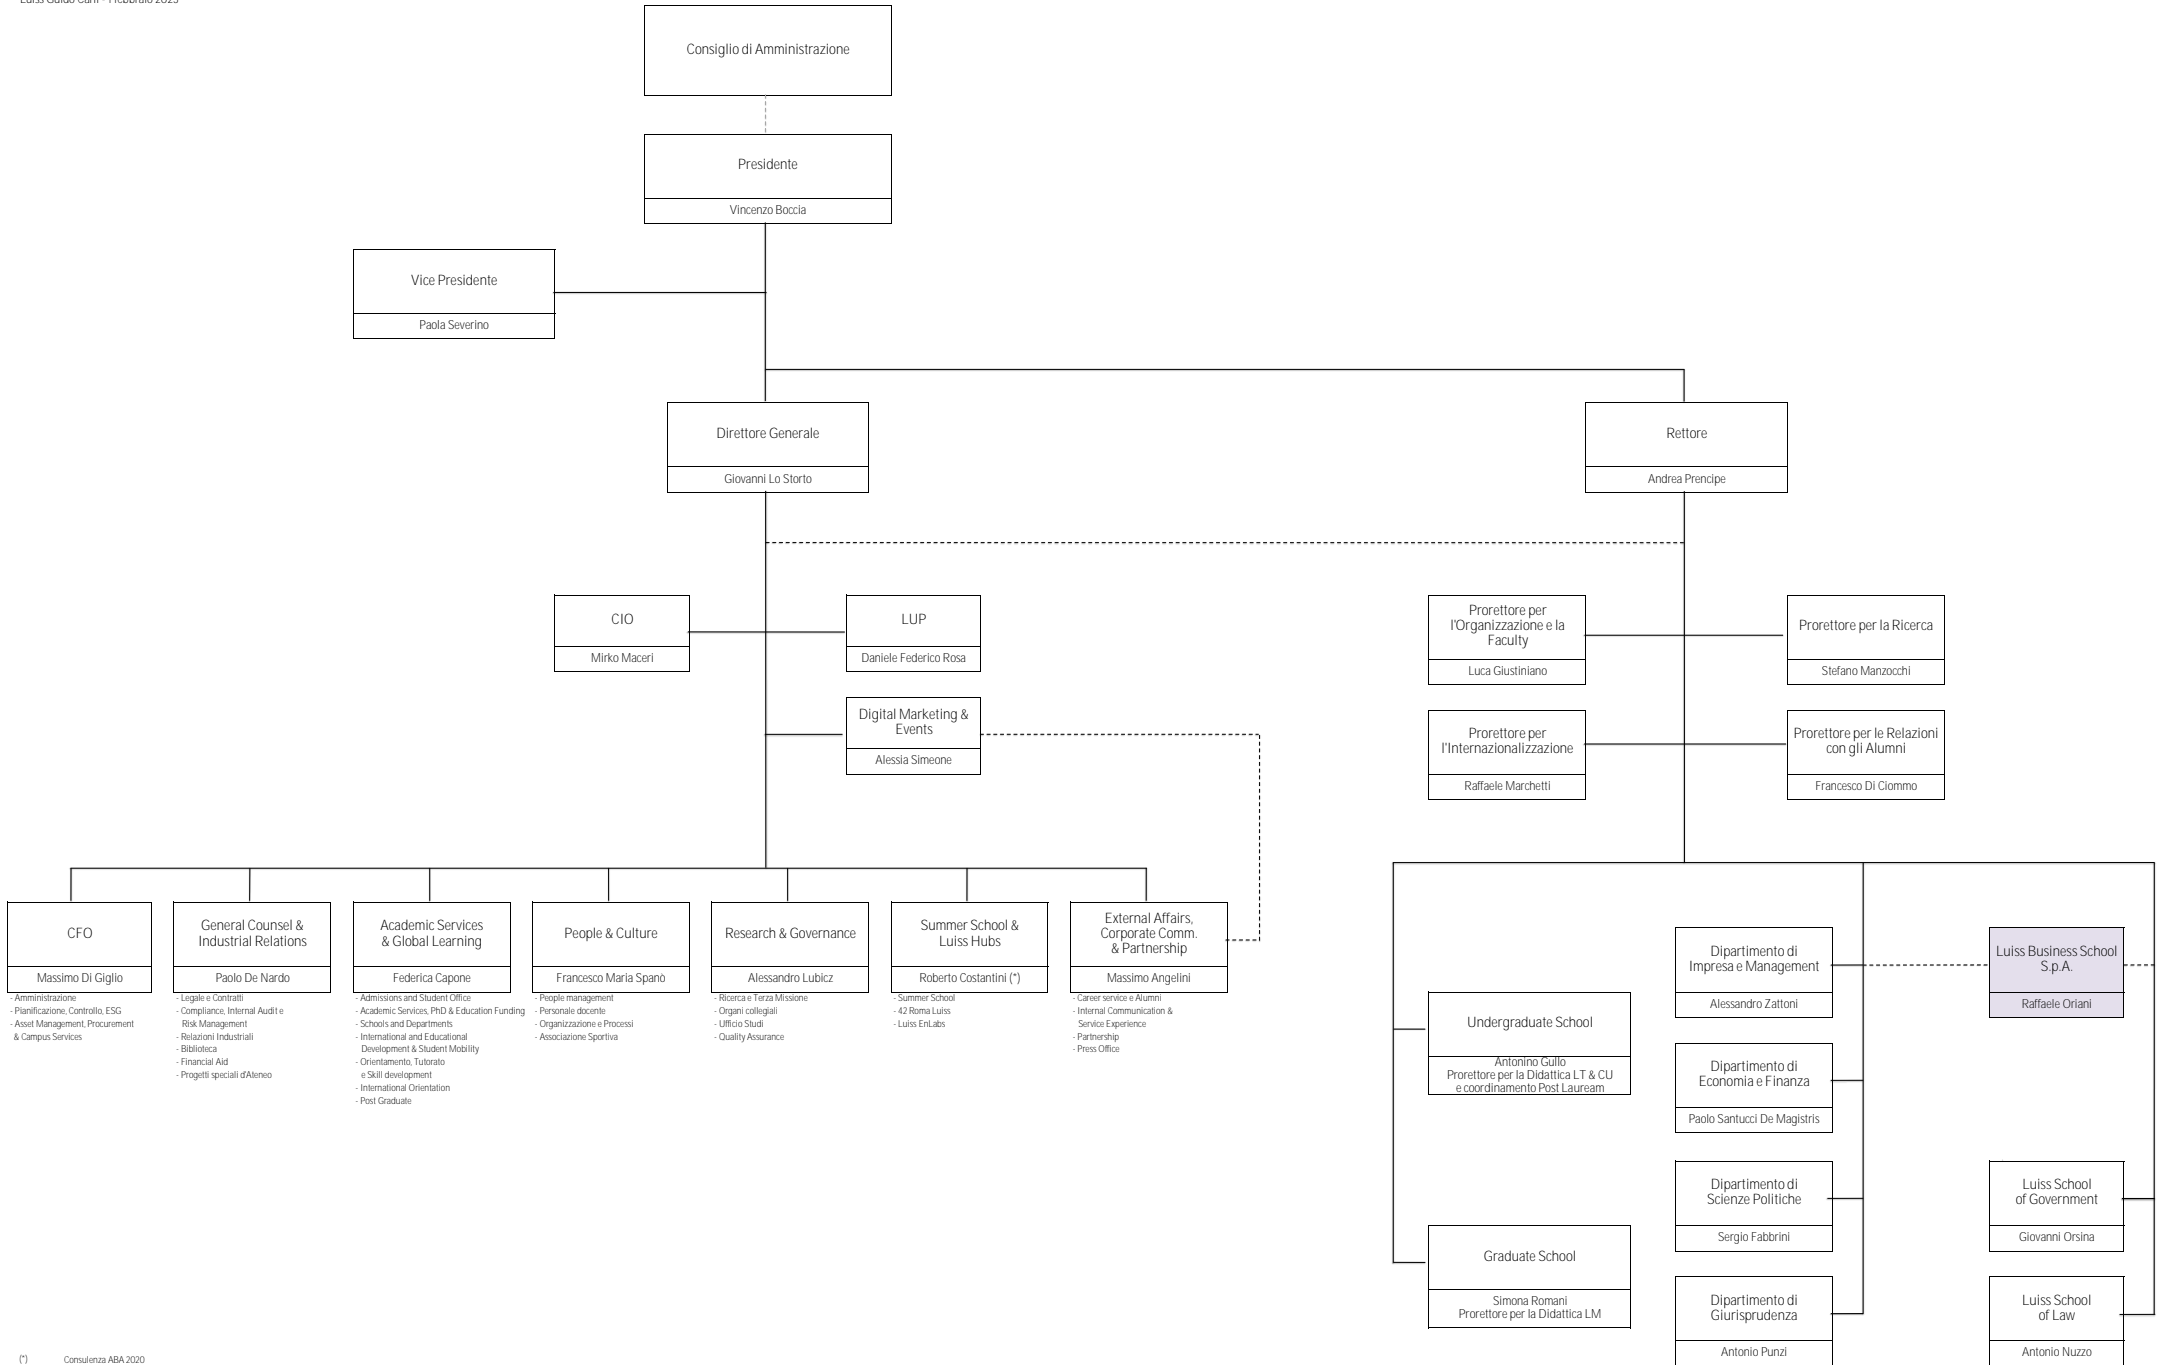 Luiss Guido Carli - Febbraio 2023
Consiglio di Amministrazione
Presidente
Vincenzo Boccia
Vice Presidente
Paola Severino
Direttore Generale
Giovanni Lo Storto
Rettore
Andrea Prencipe
CIO
Mirko Maceri
LUP
Daniele Federico Rosa
Digital Marketing &
Events
Alessia Simeone
Prorettore per
l'Organizzazione e la
Faculty
Luca Giustiniano
Prorettore per la Ricerca
Stefano Manzocchi
Prorettore per
l'Internazionalizzazione
Raffaele Marchetti
Prorettore per le Relazioni
con gli Alumni
Francesco Di Ciommo
CFO
Massimo Di Giglio
- Amministrazione
- Pianificazione, Controllo, ESG
- Asset Management, Procurement
& Campus Services
General Counsel &
Industrial Relations
Paolo De Nardo
- Legale e Contratti
- Compliance, Internal Audit e
Risk Management
- Relazioni Industriali
- Biblioteca
- Financial Aid
- Progetti speciali d'Ateneo
Academic Services
& Global Learning
Federica Capone
- Admissions and Student Office
- Academic Services, PhD & Education Funding
- Schools and Departments
- International and Educational
Development & Student Mobility
- Orientamento, Tutorato
e Skill development
- International Orientation
- Post Graduate
People & Culture
Francesco Maria Spanò
- People management
- Personale docente
- Organizzazione e Processi
- Associazione Sportiva
Research & Governance
Alessandro Lubicz
- Ricerca e Terza Missione
- Organi collegiali
- Ufficio Studi
- Quality Assurance
Summer School &
Luiss Hubs
Roberto Costantini (*)
- Summer School
- 42 Roma Luiss
- Luiss EnLabs
External Affairs,
Corporate Comm.
& Partnership
Massimo Angelini
- Career service e Alumni
- Internal Communication &
Service Experience
- Partnership
- Press Office
Undergraduate School
Antonino Gullo
Prorettore per la Didattica LT & CU
e coordinamento Post Lauream
Graduate School
Simona Romani
Prorettore per la Didattica LM
Dipartimento di
Impresa e Management
Alessandro Zattoni
Dipartimento di
Economia e Finanza
Paolo Santucci De Magistris
Dipartimento di
Scienze Politiche
Sergio Fabbrini
Dipartimento di
Giurisprudenza
Antonio Punzi
Luiss Business School
S.p.A.
Raffaele Oriani
Luiss School
of Government
Giovanni Orsina
Luiss School
of Law
Antonio Nuzzo
(*) Consulenza ABA 2020